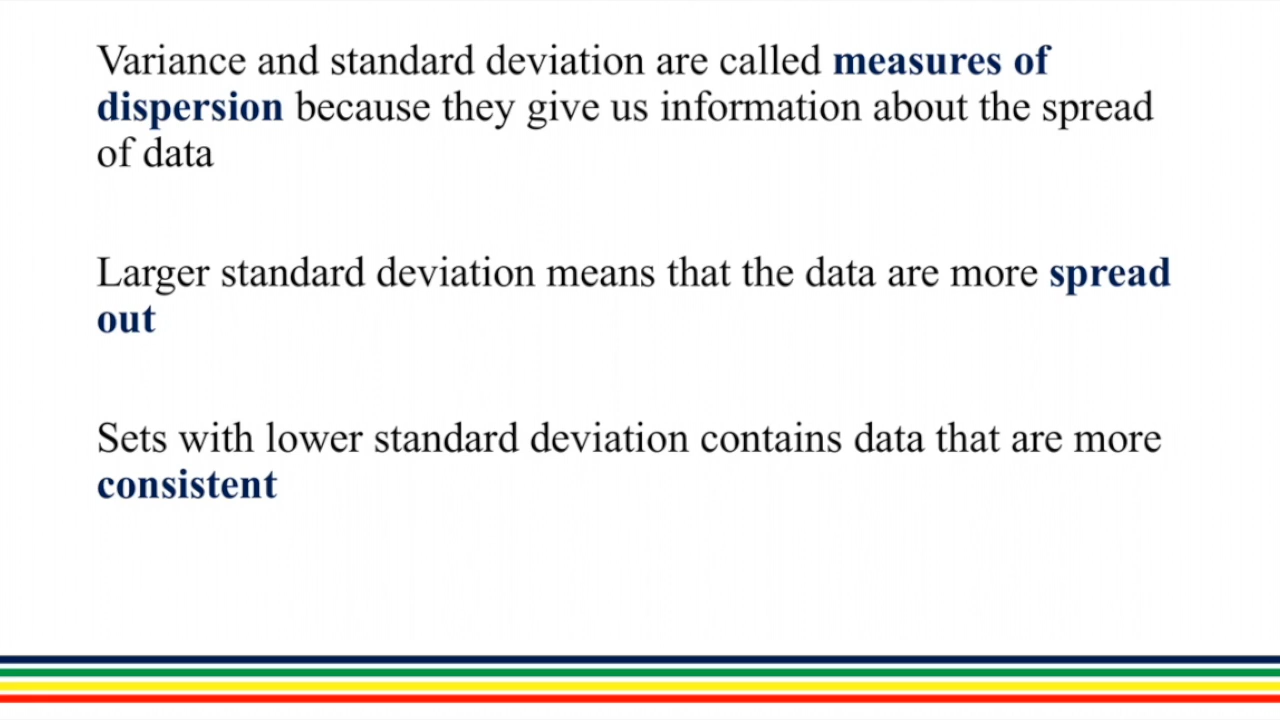 Variance and standard deviation are called measures of
dispersion because they give us information about the spread
of data
Larger standard deviation means that the data are more spread
out
Sets with lower standard deviation contains data that are more
consistent